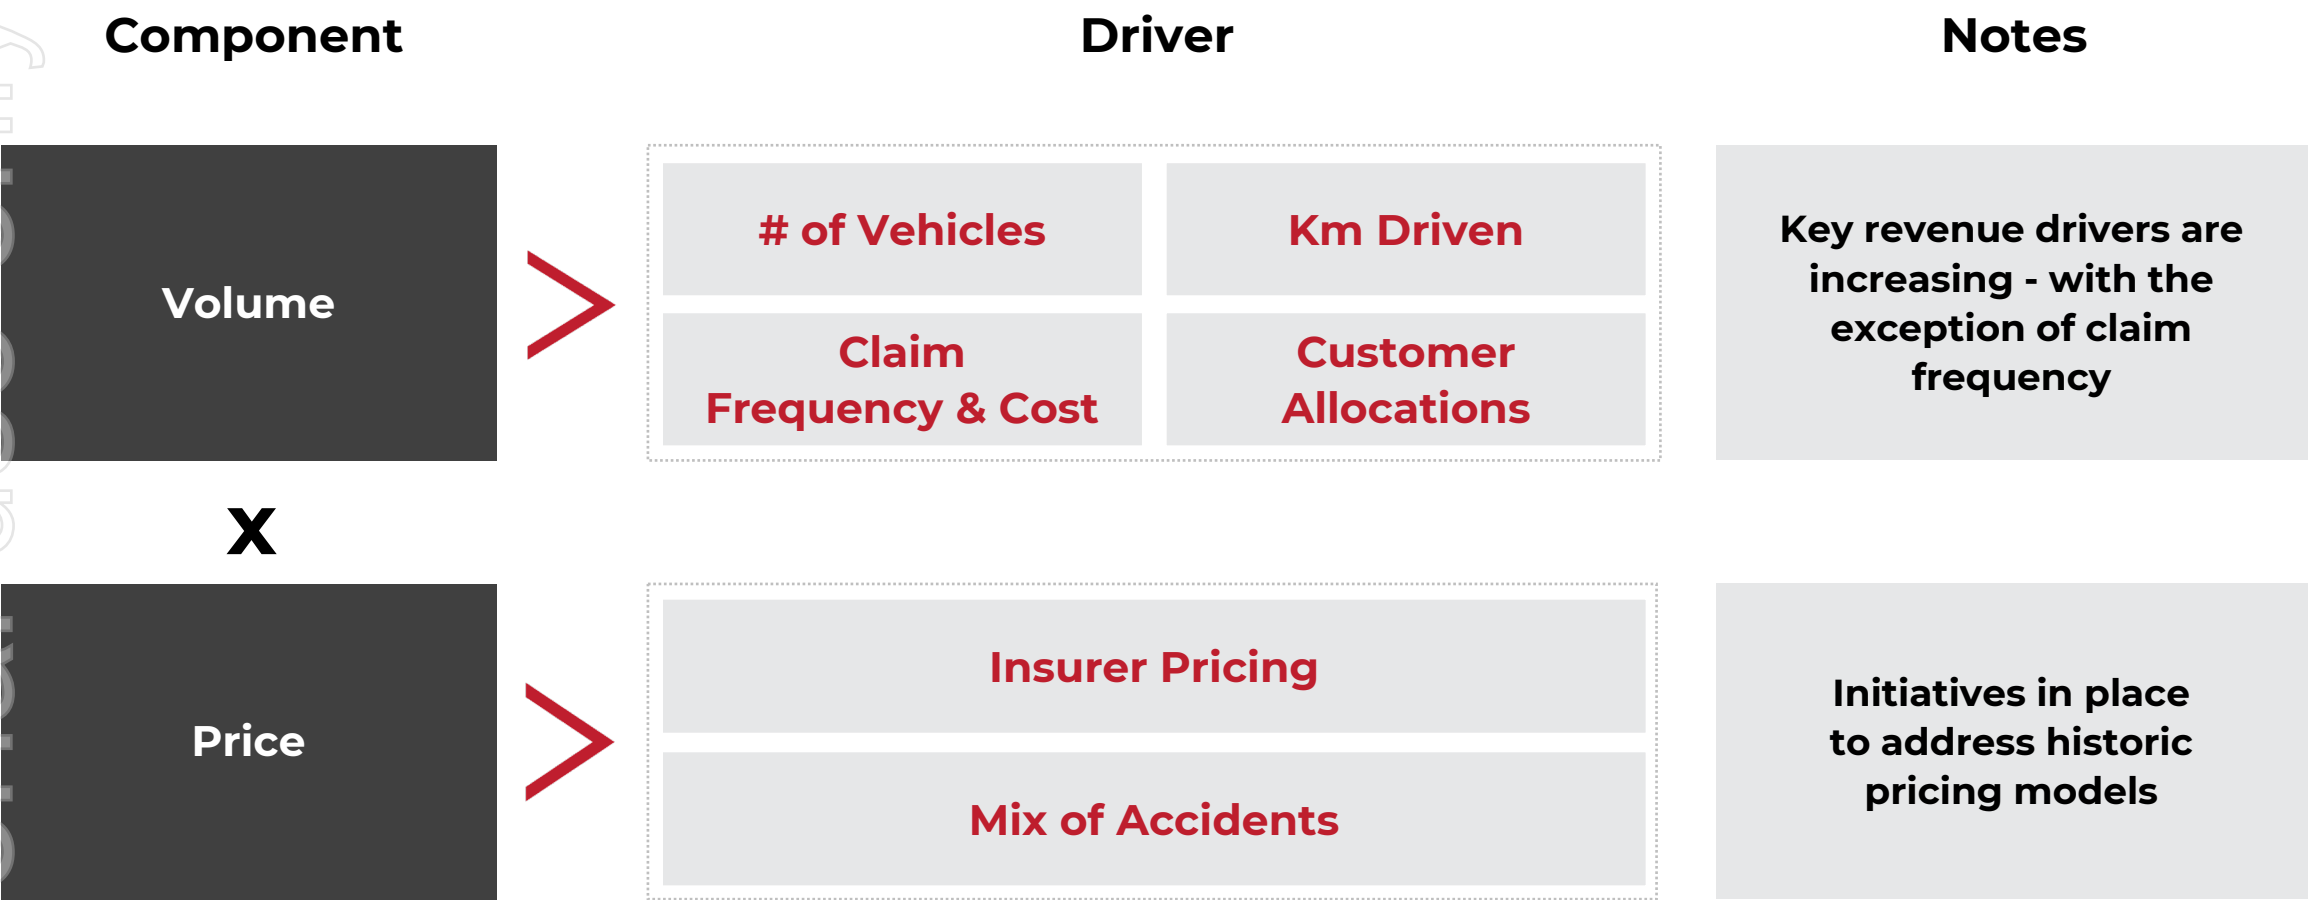 Component
Driver
Notes
Volume
# of Vehicles
Km Driven
Claim
Frequency & Cost
Customer
Allocations
Key revenue drivers are
increasing - with the
exception of claim
frequency
x
Price
Insurer Pricing
Mix of Accidents
Initiatives in place
to address historic
pricing models